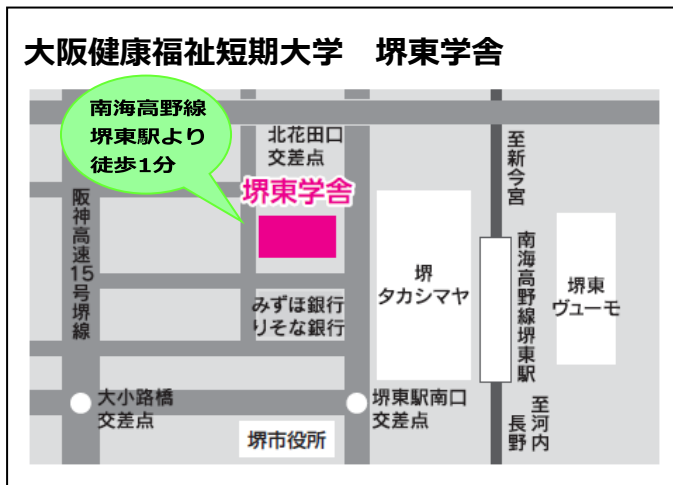 大阪健康福祉短期大学　堺東学舎
南海高野線
堺東駅より
徒歩1分
北花田口
交差点
至新今宮
堺東学舎
阪神高速15号堺線
堺
タカシマヤ
南海高野線堺東駅
堺東
ヴューモ
みずほ銀行
りそな銀行
大小路橋
交差点
堺東駅南口
交差点
至河内
長野
堺市役所